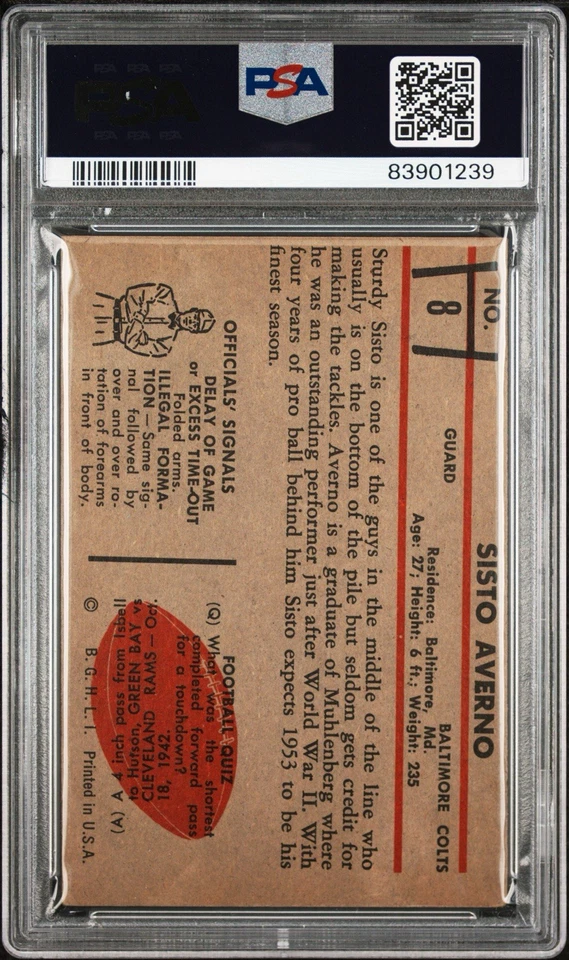 PSA
83901239
NO.
8
SISTO AVERNO
GUARD
BALTIMORE COLTS
Residence: Baltimore, Md.
Age: 27; Height: 6 ft.; Weight: 235
Sturdy Sisto is one of the guys in the middle of the line who
usually is on the bottom of the pile but seldom gets credit for
making the tackles. Averno is a graduate of Muhlenberg where
he was an outstanding performer just after World War II. With
four years of pro ball behind him Sisto expects 1953 to be his
finest season.
OFFICIALS' SIGNALS
DELAY OF GAME
or EXCESS TIME-OUT
Folded arms.
ILLEGAL FORMA-
TION — Same sig-
nal followed by
over and over ro-
tation of forearms
in front of body.
FOOTBALL QUIZ
(Q) What was the shortest
completed forward pass
for a touchdown?
(A) A 4 inch pass from Isbell
to Hutson, GREEN BAY vs
CLEVELAND RAMS — Oct.
18, 1942.
© B. G. H. L. I. Printed in U.S.A.